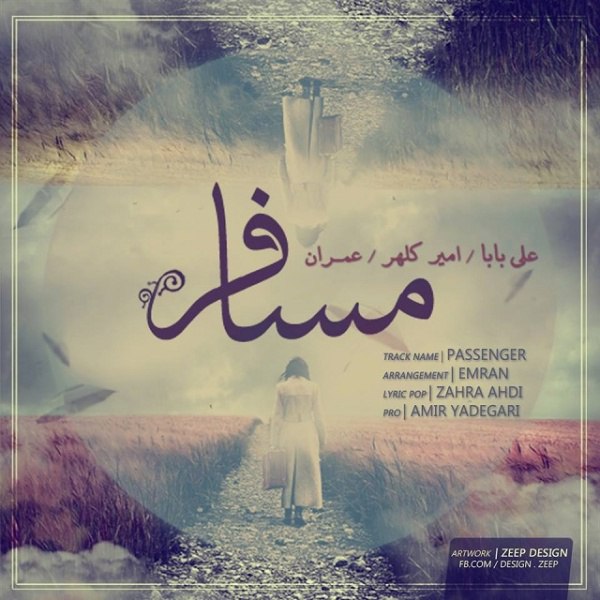 علی بابا / امیر کلهر / عمران
مسافر
TRACK NAME | PASSENGER
ARRANGEMENT | EMRAN
LYRIC POP | ZAHRA AHDI
PRO | AMIR YADEGARI
ARTWORK | ZEEP DESIGN
FB.COM / DESIGN . ZEEP